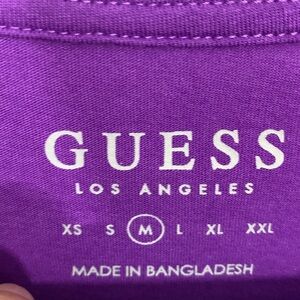 GUESS
LOS ANGELES
XS S M L XL XXL
MADE IN BANGLADESH